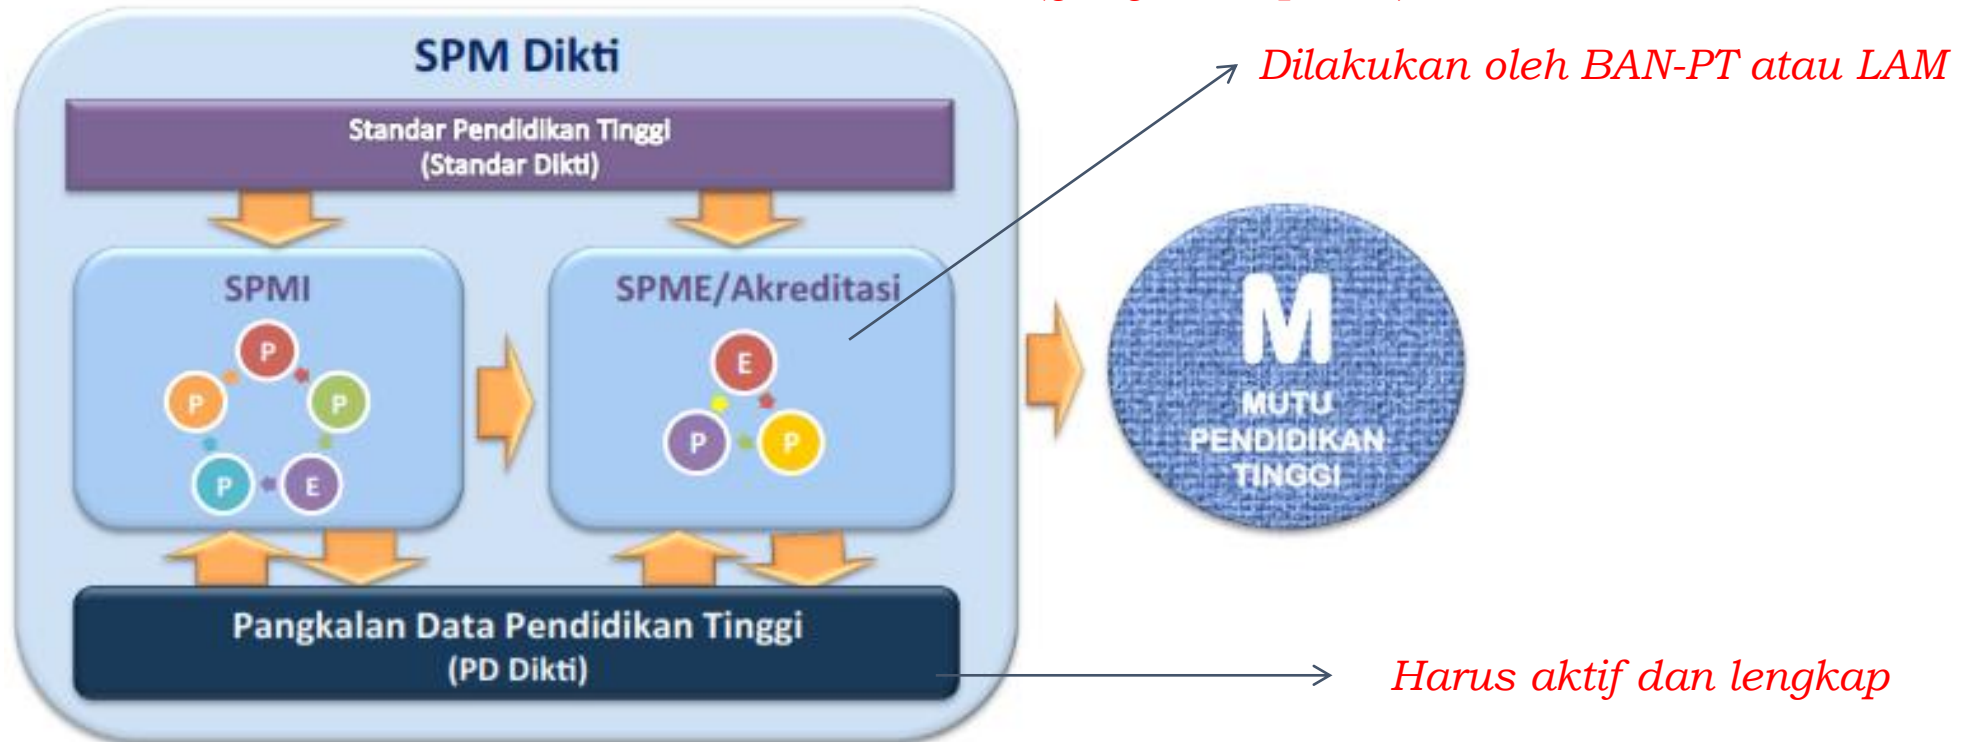 SPM Dikti
Dilakukan oleh BAN-PT atau LAM
Standar Pendidikan Tinggi
(Standar Dikti)
SPMI
P
P
P
P
E
SPME/Akreditasi
E
P
P
M
MUTU
PENDIDIKAN
TINGGI
Pangkalan Data Pendidikan Tinggi
(PD Dikti)
Harus aktif dan lengkap